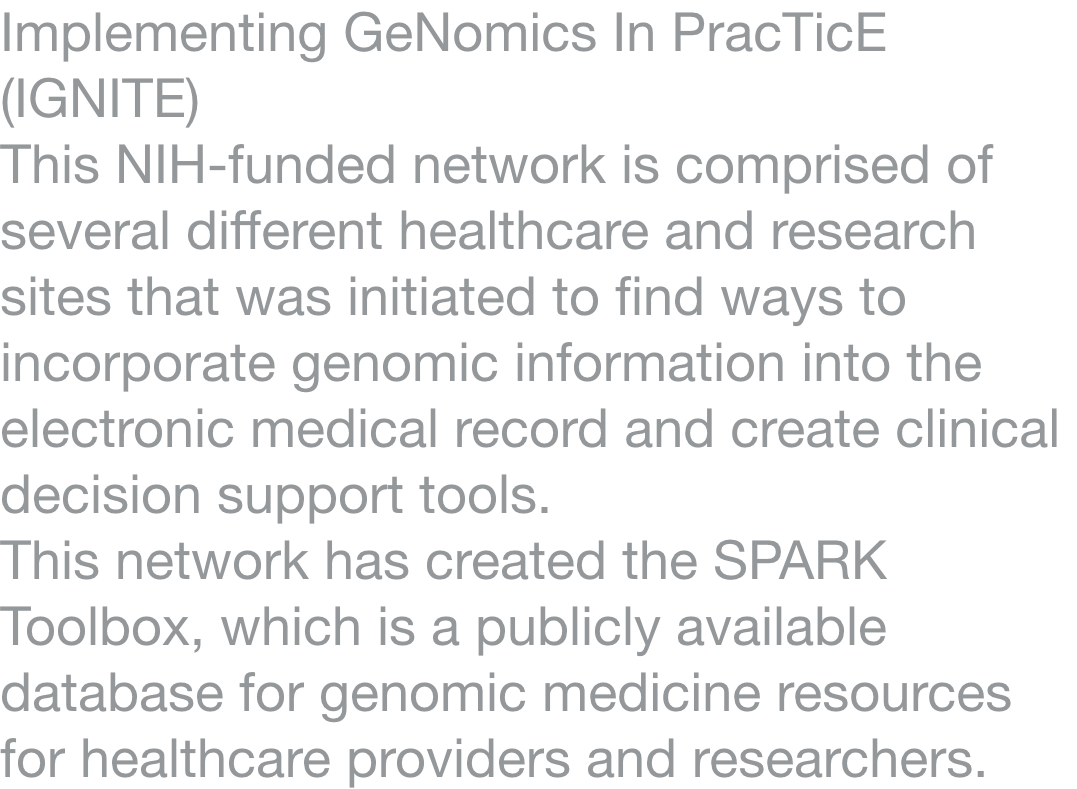 Implementing GeNomics In PracTicE
(IGNITE)
This NIH-funded network is comprised of
several different healthcare and research
sites that was initiated to find ways to
incorporate genomic information into the
electronic medical record and create clinical
decision support tools.
This network has created the SPARK
Toolbox, which is a publicly available
database for genomic medicine resources
for healthcare providers and researchers.